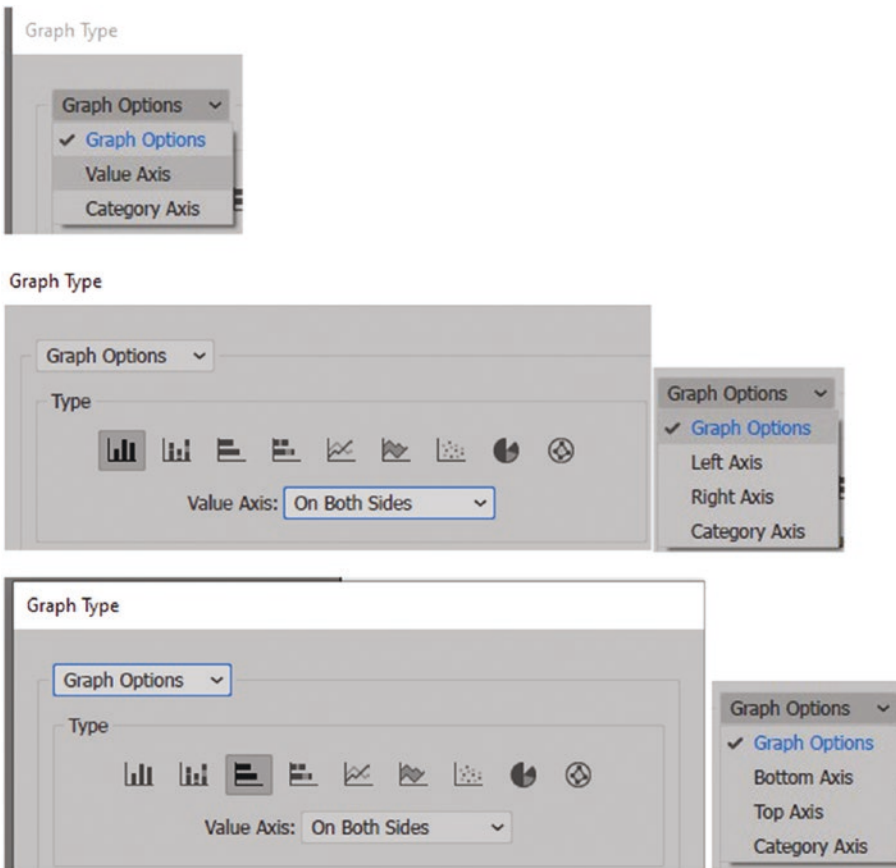 Graph Type
Graph Options
Graph Options
Value Axis
Category Axis
Graph Type
Graph Options
Type
Value Axis: On Both Sides
Graph Options
Graph Options
Left Axis
Right Axis
Category Axis
Graph Type
Graph Options
Type
Value Axis: On Both Sides
Graph Options
Graph Options
Bottom Axis
Top Axis
Category Axis